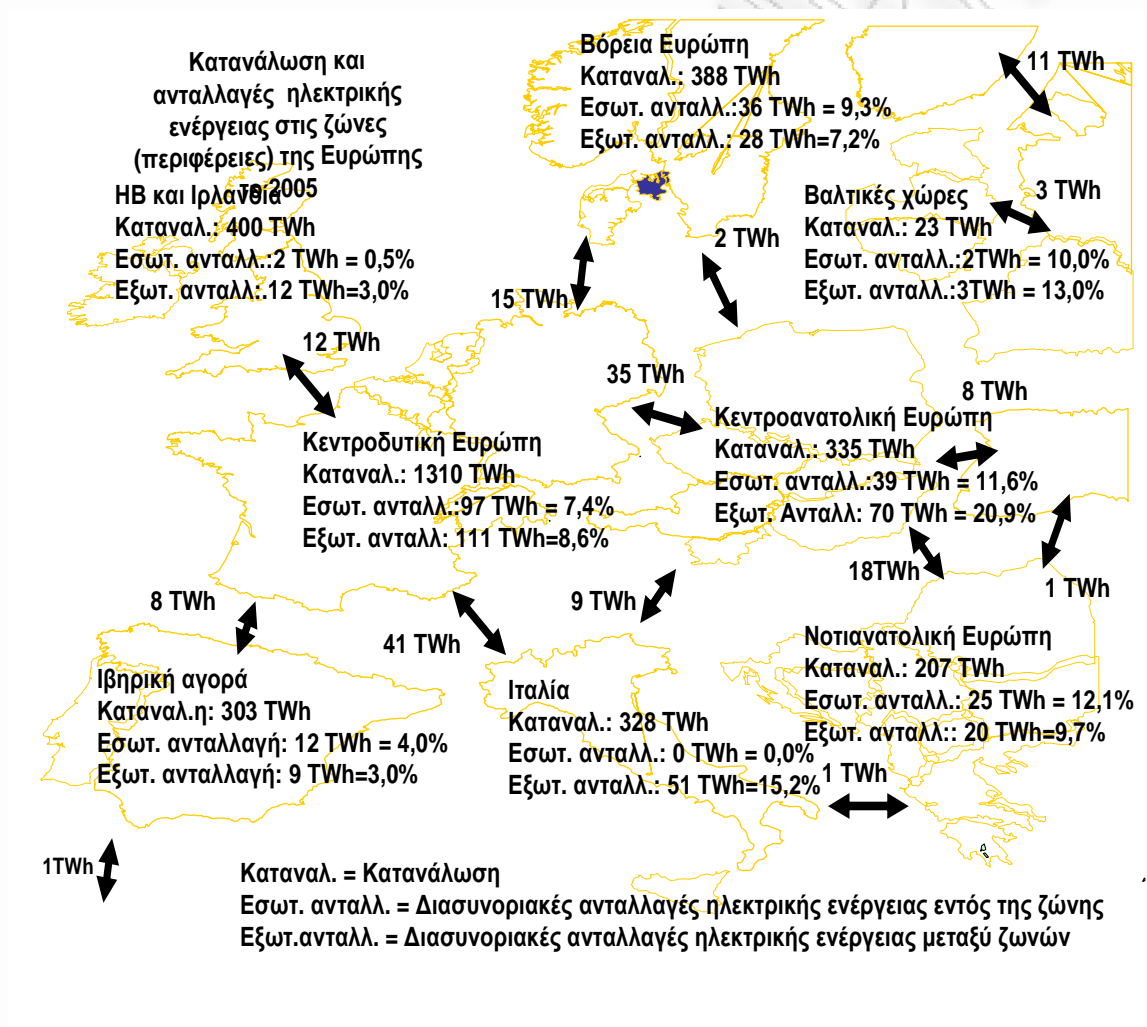 Κατανάλωση και
ανταλλαγές ηλεκτρικής
ενέργειας στις ζώνες
(περιφέρειες) της Ευρώπης
το 2005
Βόρεια Ευρώπη
Καταναλ.: 388 TWh
Εσωτ. ανταλλ.:36 TWh = 9,3%
Εξωτ. ανταλλ.: 28 TWh=7,2%
11 TWh
ΗΒ και Ιρλανδία
Καταναλ.: 400 TWh
Εσωτ. ανταλλ.:2 TWh = 0,5%
Εξωτ. ανταλλ:.12 TWh=3,0%
3 TWh
Βαλτικές χώρες
Καταναλ.: 23 TWh
Εσωτ. ανταλλ.:2TWh = 10,0%
Εξωτ. ανταλλ.:3TWh = 13,0%
2 TWh
15 TWh
12 TWh
35 TWh
8 TWh
Κεντροδυτική Ευρώπη
Καταναλ.: 1310 TWh
Εσωτ. ανταλλ.:97 TWh = 7,4%
Εξωτ. ανταλλ: 111 TWh=8,6%
Κεντροανατολική Ευρώπη
Καταναλ.: 335 TWh
Εσωτ. ανταλλ.:39 TWh = 11,6%
Εξωτ. Ανταλλ: 70 TWh = 20,9%
18TWh
1 TWh
8 TWh
9 TWh
41 TWh
Ιβηρική αγορά
Καταναλ.η: 303 TWh
Εσωτ. ανταλλαγή: 12 TWh = 4,0%
Εξωτ. ανταλλαγή: 9 TWh=3,0%
Ιταλία
Καταναλ.: 328 TWh
Εσωτ. ανταλλ.: 0 TWh = 0,0%
Εξωτ. ανταλλ.: 51 TWh=15,2%
Νοτιανατολική Ευρώπη
Καταναλ.: 207 TWh
Εσωτ. ανταλλ.: 25 TWh = 12,1%
Εξωτ. ανταλλ:: 20 TWh=9,7%
1 TWh
1TWh
Καταναλ. = Κατανάλωση
Εσωτ. ανταλλ. = Διασυνοριακές ανταλλαγές ηλεκτρικής ενέργειας εντός της ζώνης
Εξωτ.ανταλλ. = Διασυνοριακές ανταλλαγές ηλεκτρικής ενέργειας μεταξύ ζωνών